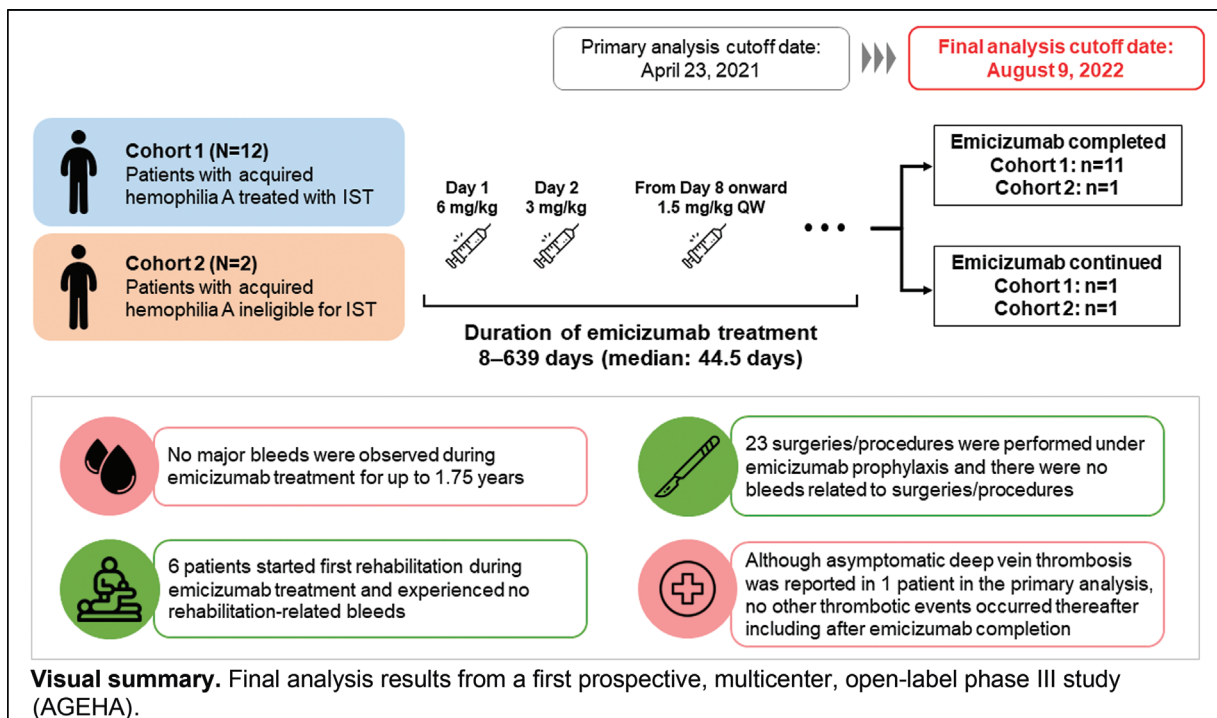 Primary analysis cutoff date:
April 23, 2021
Final analysis cutoff date:
August 9, 2022
Cohort 1 (N=12)
Patients with acquired
hemophilia A treated with IST
Cohort 2 (N=2)
Patients with acquired
hemophilia A ineligible for IST
Day 1
6 mg/kg
Day 2
3 mg/kg
From Day 8 onward
1.5 mg/kg QW
Duration of emicizumab treatment
8–639 days (median: 44.5 days)
Emicizumab completed
Cohort 1: n=11
Cohort 2: n=1
Emicizumab continued
Cohort 1: n=1
Cohort 2: n=1
No major bleeds were observed during
emicizumab treatment for up to 1.75 years
23 surgeries/procedures were performed under
emicizumab prophylaxis and there were no
bleeds related to surgeries/procedures
6 patients started first rehabilitation during
emicizumab treatment and experienced no
rehabilitation-related bleeds
Although asymptomatic deep vein thrombosis
was reported in 1 patient in the primary analysis,
no other thrombotic events occurred thereafter
including after emicizumab completion
Visual summary. Final analysis results from a first prospective, multicenter, open-label phase III study
(AGEHA).